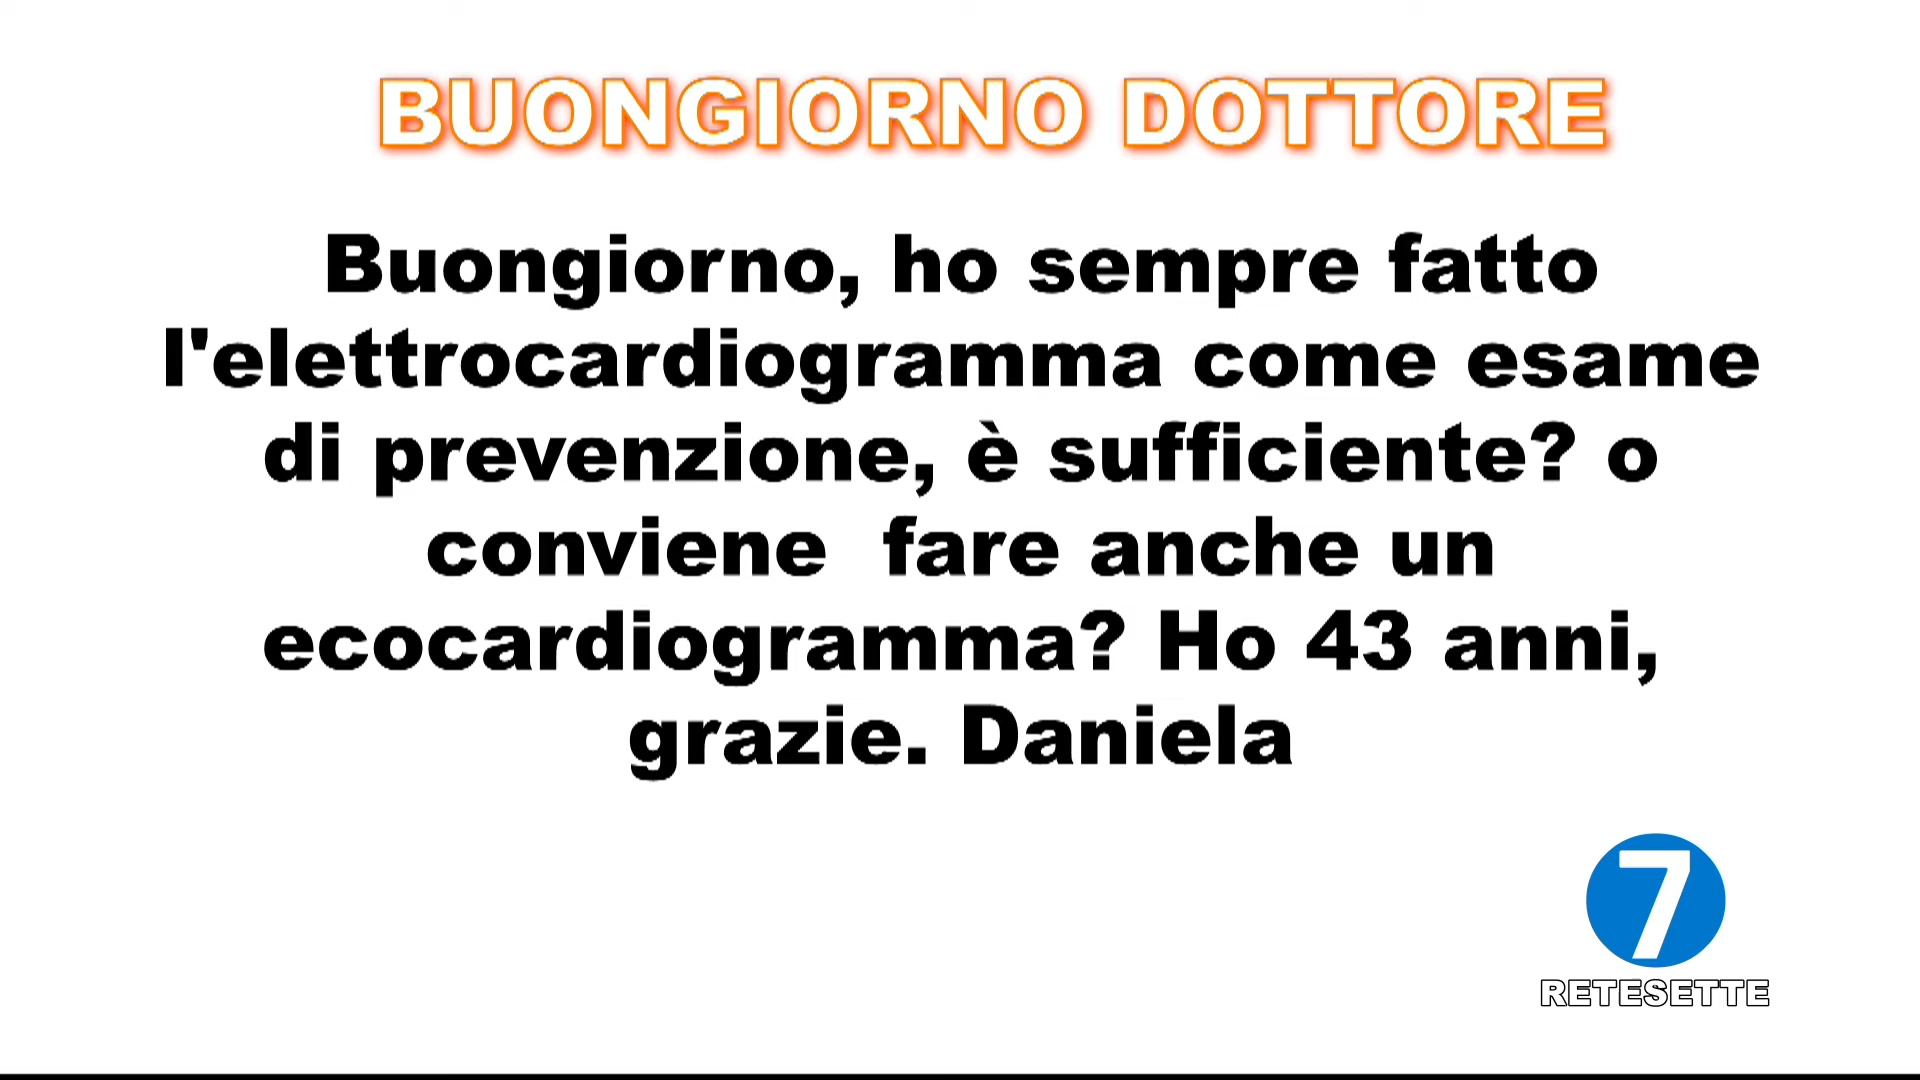 BUONGIORNO DOTTORE
Buongiorno, ho sempre fatto
l'elettrocardiogramma come esame
di prevenzione, è sufficiente? o
conviene  fare anche un
ecocardiogramma? Ho 43 anni,
grazie. Daniela
7
RETESETTE